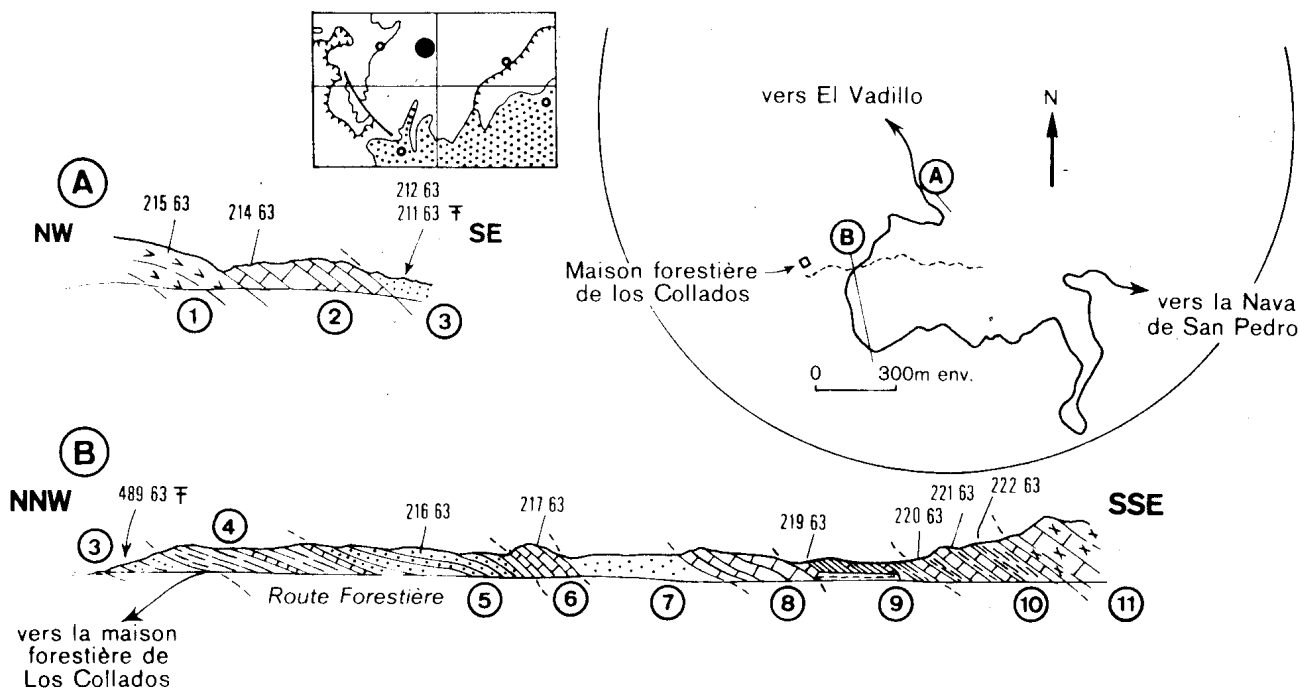 vers El Vadillo
N
A
B
Maison forestière
de los Collados
vers la Nava
de San Pedro
0 300m env.
A
NW
215 63
214 63
212 63
211 63
SE
1
2
3
B
NNW
489 63
3
4
216 63
217 63
219 63
220 63
221 63
222 63
SSE
Route Forestière
5
6
7
8
9
10
11
vers la maison
forestière de
Los Collados